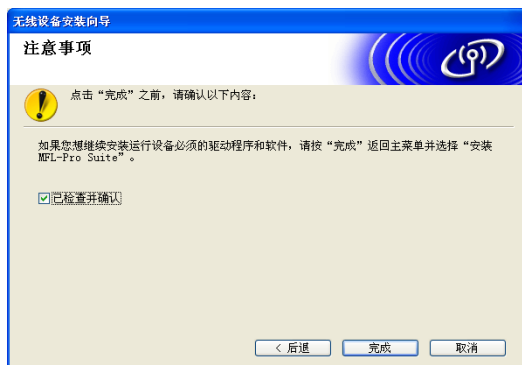 无线设备安装向导
注意事项
点击“完成”之前，请确认以下内容：
如果您想继续安装运行设备必须的驱动程序和软件，请按“完成”返回主菜单并选择“安装
MFL-Pro Suite”。
已检查并确认
< 后退
完成
取消